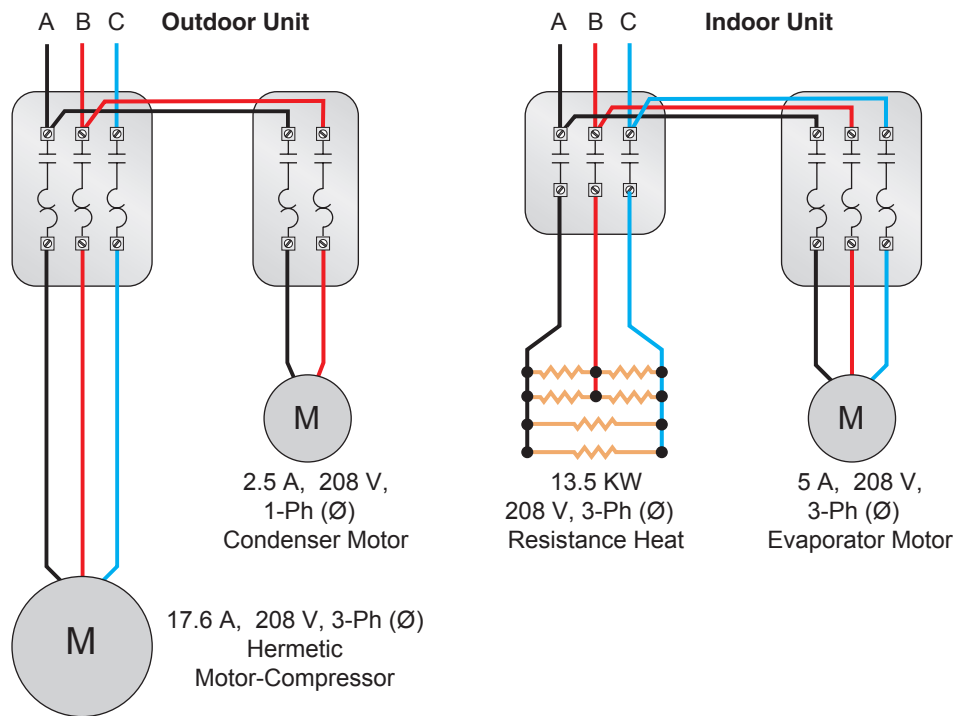 A B C Outdoor Unit
A B C Indoor Unit
M
2.5 A, 208 V,
1-Ph (Ø)
Condenser Motor
13.5 KW
208 V, 3-Ph (Ø)
Resistance Heat
M
5 A, 208 V,
3-Ph (Ø)
Evaporator Motor
M
17.6 A, 208 V, 3-Ph (Ø)
Hermetic
Motor-Compressor